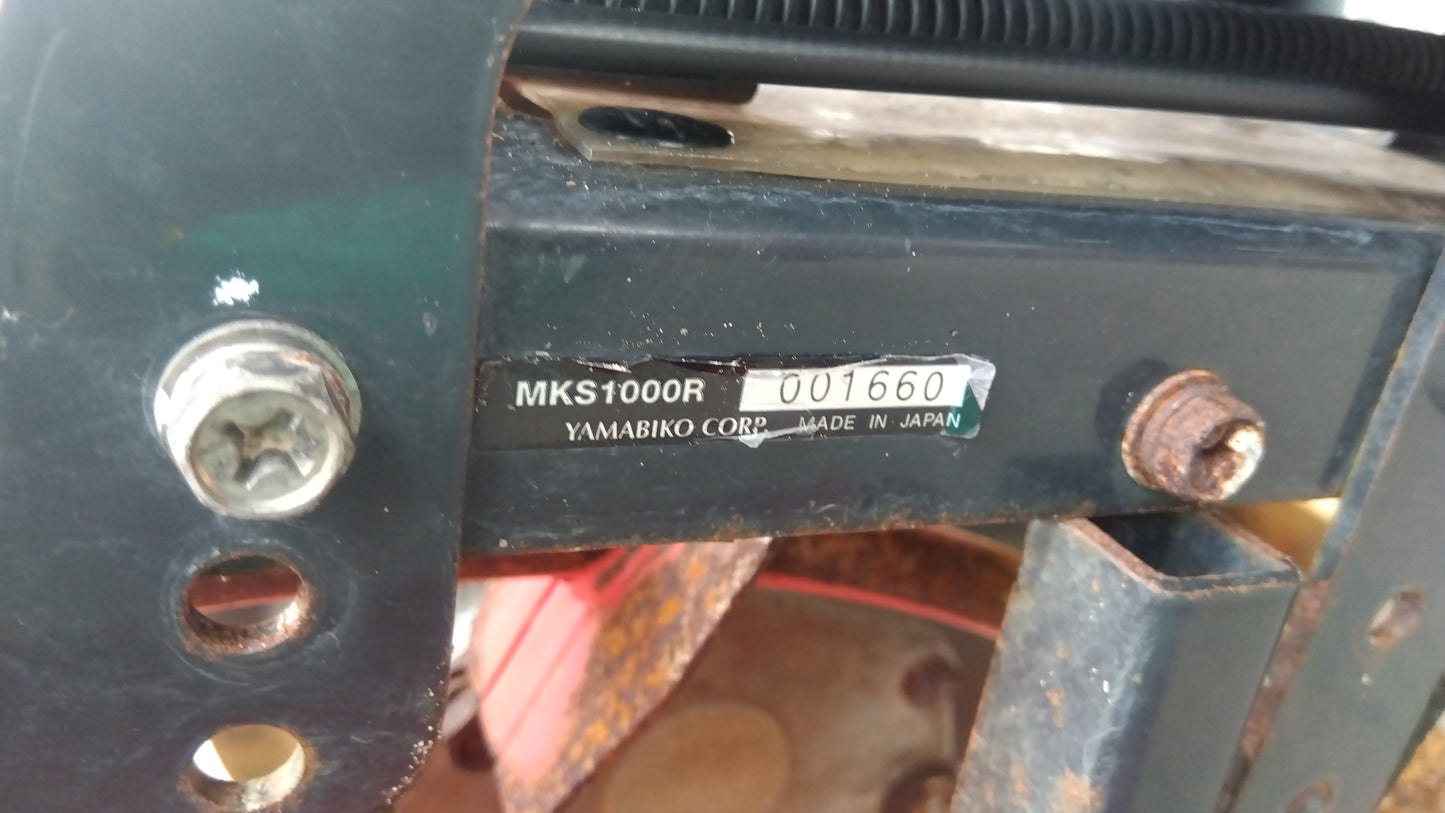 MKS1000R 001660
YAMABIKO CORP. MADE IN JAPAN